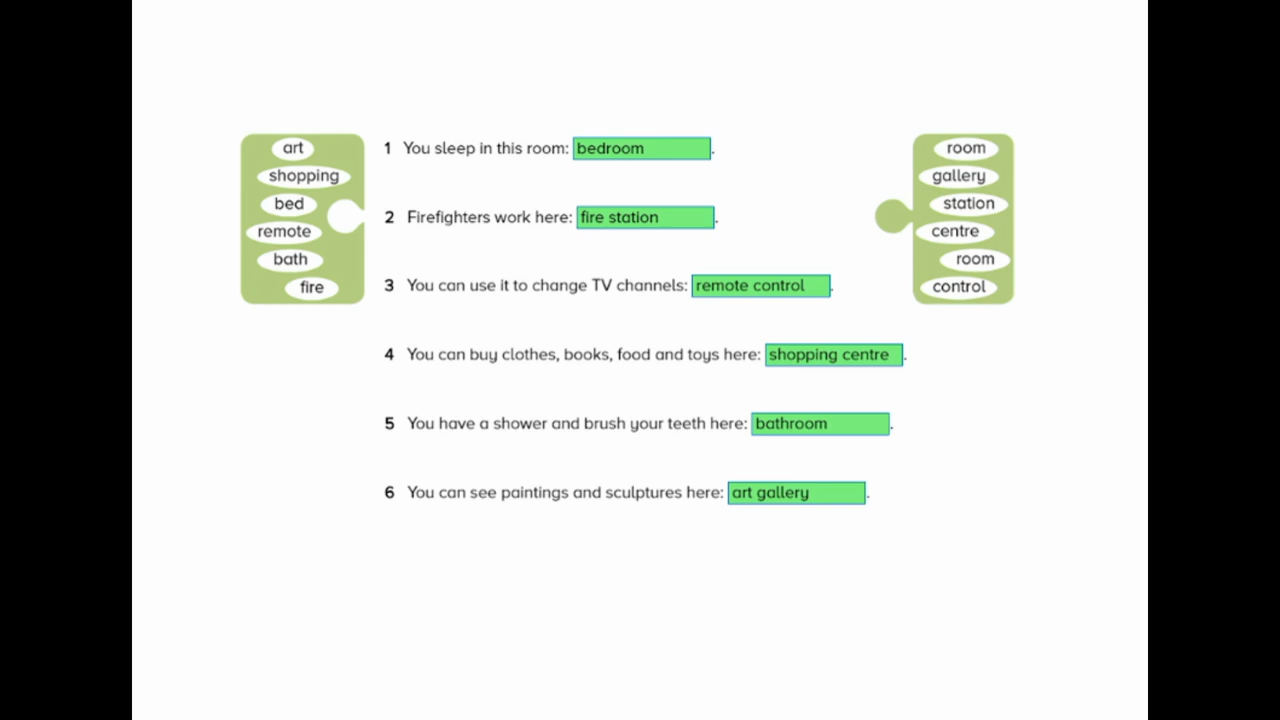 art
shopping
bed
remote
bath
fire
1 You sleep in this room: bedroom.
2 Firefighters work here: fire station.
3 You can use it to change TV channels: remote control.
4 You can buy clothes, books, food and toys here: shopping centre.
5 You have a shower and brush your teeth here: bathroom.
6 You can see paintings and sculptures here: art gallery.
room
gallery
station
centre
room
control